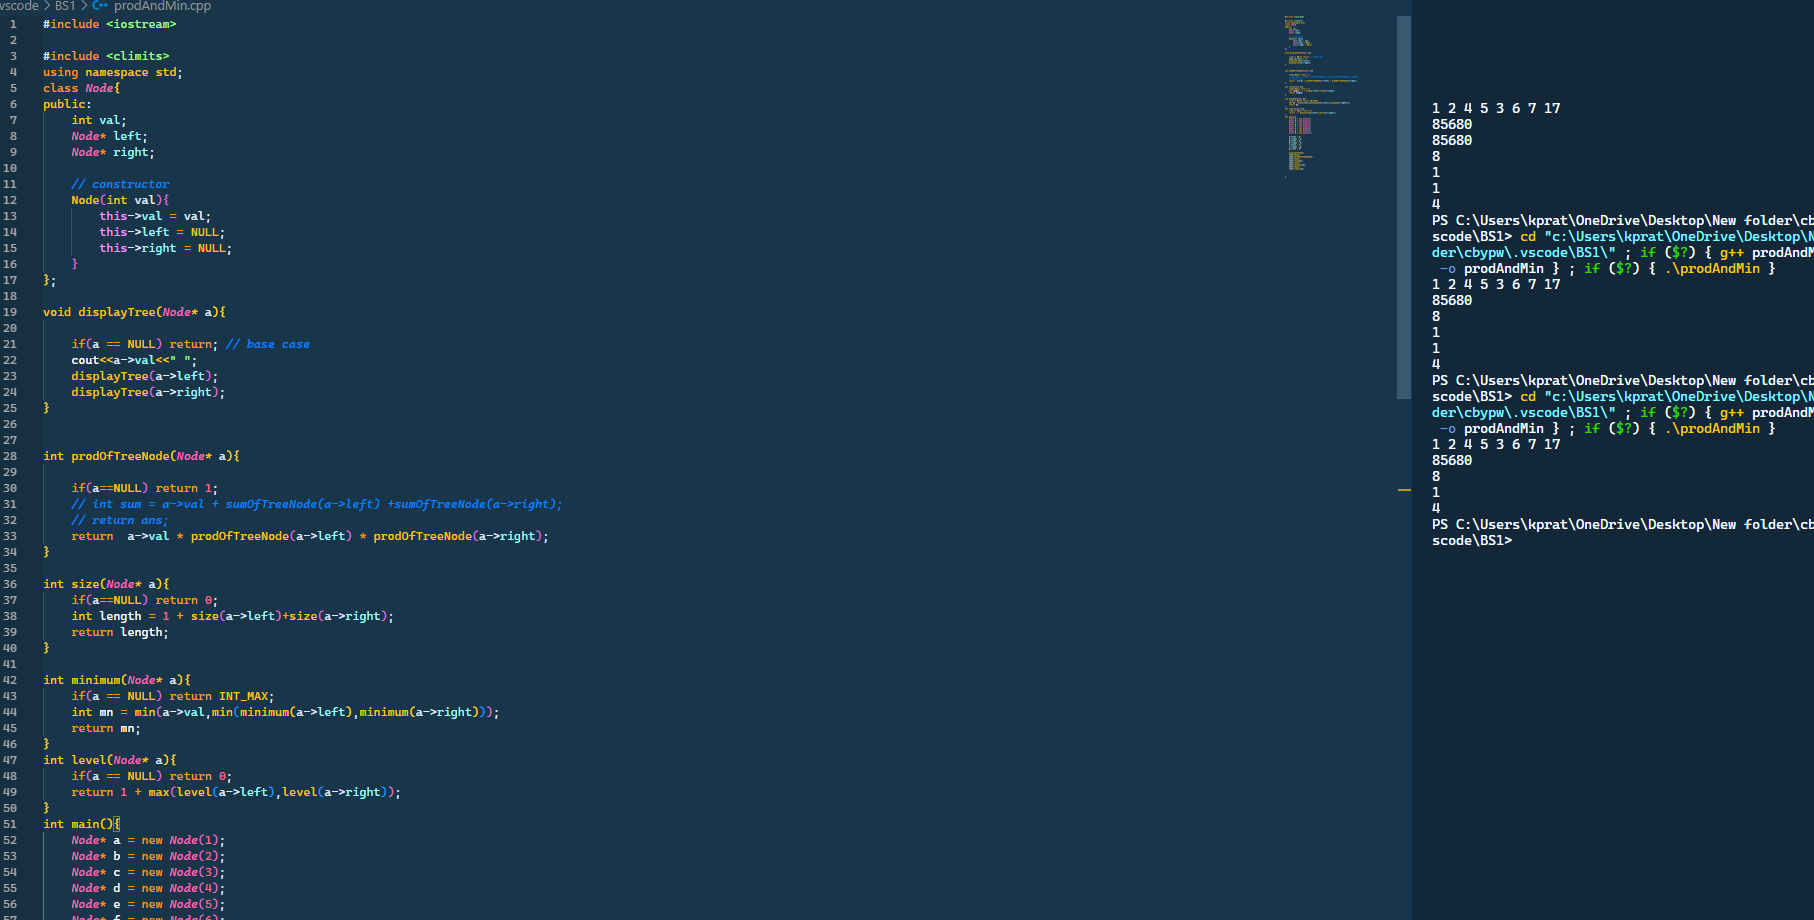 vscode > BS1 > C++ prodAndMin.cpp
1 #include <iostream>
2
3 #include <climits>
4 using namespace std;
5 class Node{
6 public:
7     int val;
8     Node* left;
9     Node* right;
10
11     // constructor
12     Node(int val){
13         this->val = val;
14         this->left = NULL;
15         this->right = NULL;
16     }
17 };
18
19 void displayTree(Node* a){
20
21     if(a == NULL) return; // base case
22     cout<<a->val<<" ";
23     displayTree(a->left);
24     displayTree(a->right);
25 }
26
27
28 int prodOfTreeNode(Node* a){
29
30     if(a==NULL) return 1;
31     // int sum = a->val + sumOfTreeNode(a->left) +sumOfTreeNode(a->right);
32     // return ans;
33     return  a->val * prodOfTreeNode(a->left) * prodOfTreeNode(a->right);
34 }
35
36 int size(Node* a){
37     if(a==NULL) return 0;
38     int length = 1 + size(a->left)+size(a->right);
39     return length;
40 }
41
42 int minimum(Node* a){
43     if(a == NULL) return INT_MAX;
44     int mn = min(a->val,min(minimum(a->left),minimum(a->right)));
45     return mn;
46 }
47 int level(Node* a){
48     if(a == NULL) return 0;
49     return 1 + max(level(a->left),level(a->right));
50 }
51 int main(){
52     Node* a = new Node(1);
53     Node* b = new Node(2);
54     Node* c = new Node(3);
55     Node* d = new Node(4);
56     Node* e = new Node(5);
57     Node* f = new Node(6);
1 2 4 5 3 6 7 17
85680
85680
8
1
1
4
PS C:\Users\kprat\OneDrive\Desktop\New folder\cb
scode\BS1> cd "c:\Users\kprat\OneDrive\Desktop\N
der\cbypw\.vscode\BS1\" ; if ($?) { g++ prodAndM
 -o prodAndMin } ; if ($?) { .\prodAndMin }
1 2 4 5 3 6 7 17
85680
8
1
1
4
PS C:\Users\kprat\OneDrive\Desktop\New folder\cb
scode\BS1> cd "c:\Users\kprat\OneDrive\Desktop\N
der\cbypw\.vscode\BS1\" ; if ($?) { g++ prodAndM
 -o prodAndMin } ; if ($?) { .\prodAndMin }
1 2 4 5 3 6 7 17
85680
8
1
4
PS C:\Users\kprat\OneDrive\Desktop\New folder\cb
scode\BS1>